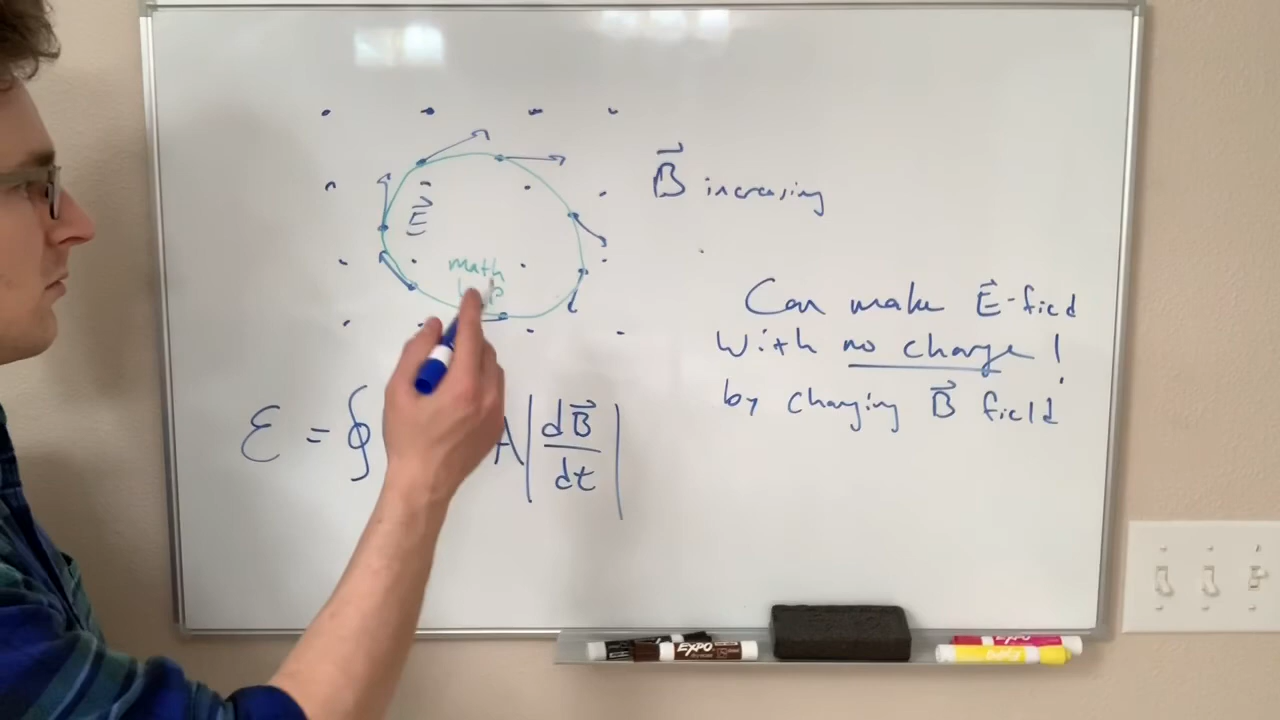 B⃗ increasing
E⃗
math
Can make E⃗-field
with no charge!
by changing B⃗ field
ℰ = ∮ A|dB⃗/dt|
EXPO
EXPO